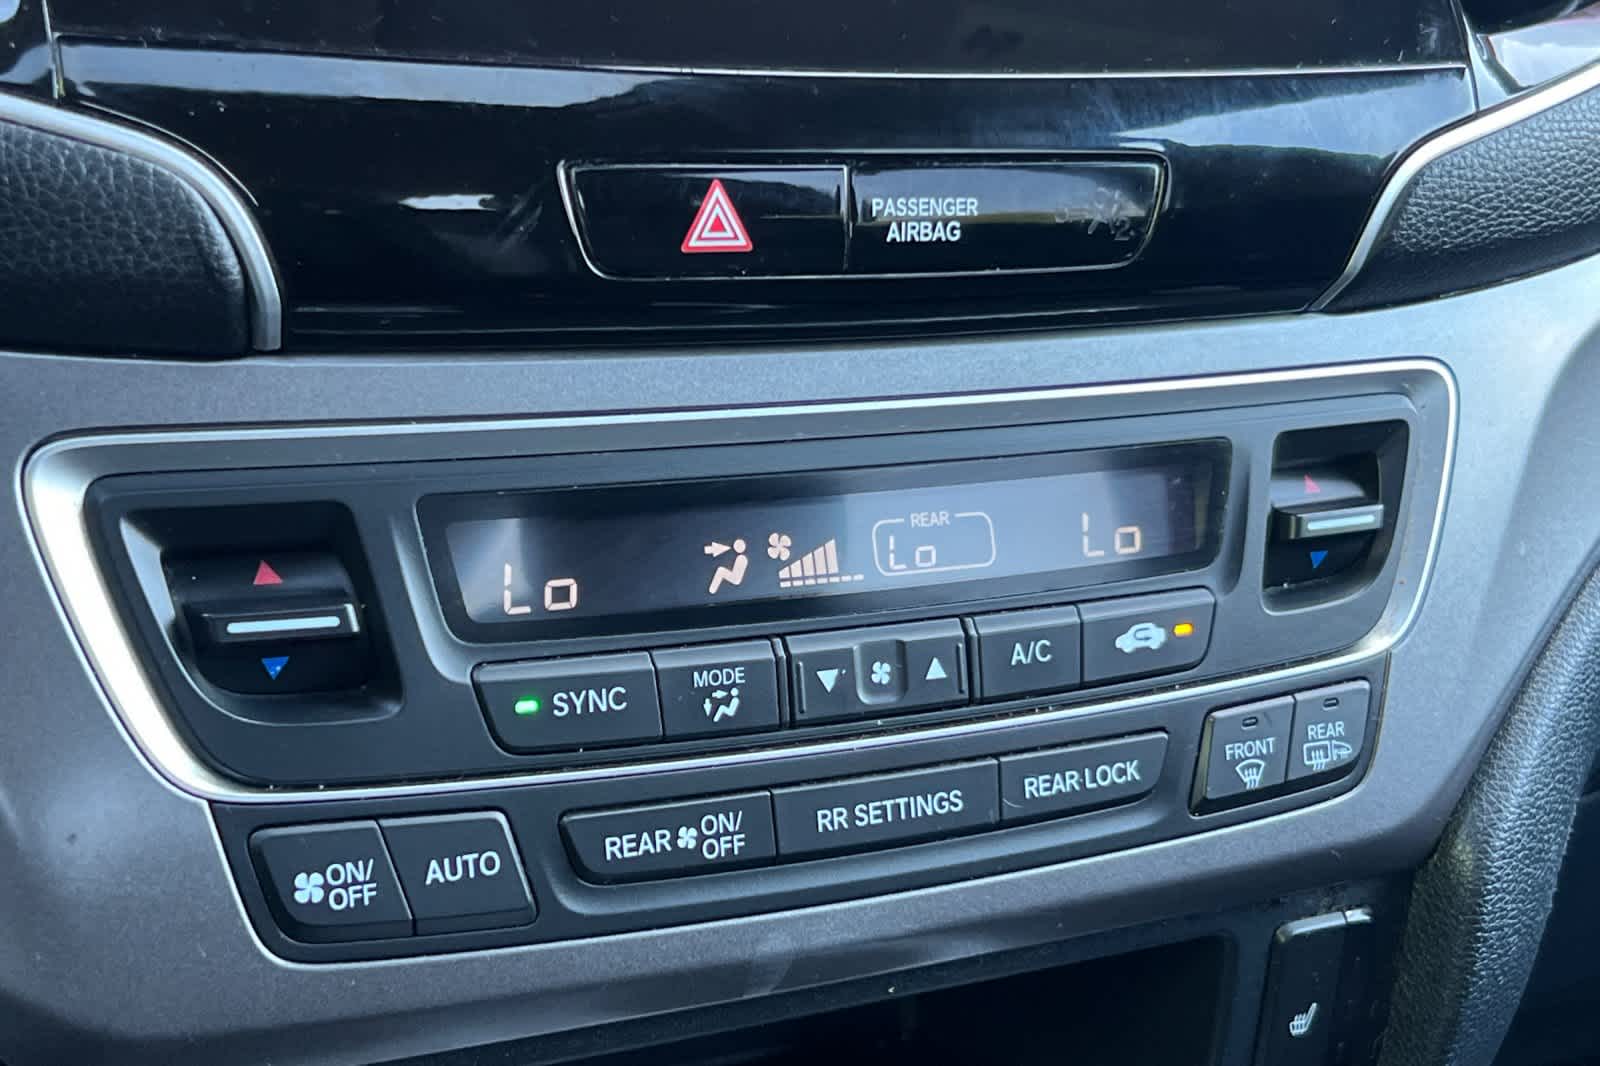 PASSENGER
AIRBAG
REAR
Lo
Lo
Lo
SYNC
MODE
A/C
FRONT
REAR
REAR ON/
OFF
RR SETTINGS
REAR LOCK
ON/
OFF
AUTO